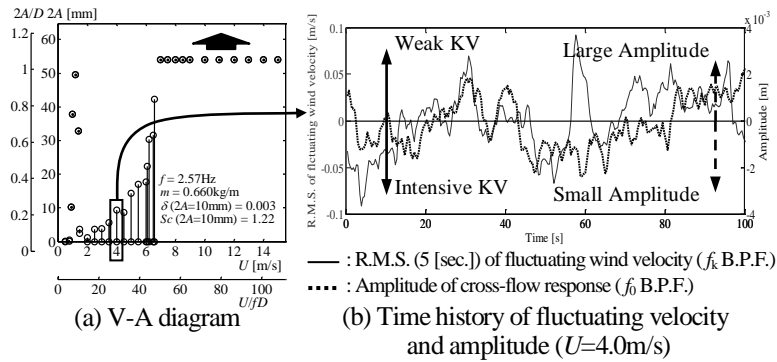 2A/D 2A [mm]
1.2
1
0.8
0.6
0.4
0.2
0
60
50
40
30
20
10
0
f = 2.57Hz
m = 0.660kg/m
δ (2A=10mm) = 0.003
Sc (2A=10mm) = 1.22
0 2 4 6 8 10 12 14
U [m/s]
0 20 40 60 80 100
U/fD
(a) V-A diagram
R.M.S. of flictuating wind velocity [m/s]
0.1
0.05
0
-0.05
-0.1
Weak KV
Intensive KV
Large Amplitude
Small Amplitude
×10⁻³
4
2
0
-2
-4
Amplitude [m]
0 20 40 60 80 100
Time [s]
: R.M.S. (5 [sec.]) of fluctuating wind velocity (fk B.P.F.)
: Amplitude of cross-flow response (f0 B.P.F.)
(b) Time history of fluctuating velocity
and amplitude (U=4.0m/s)